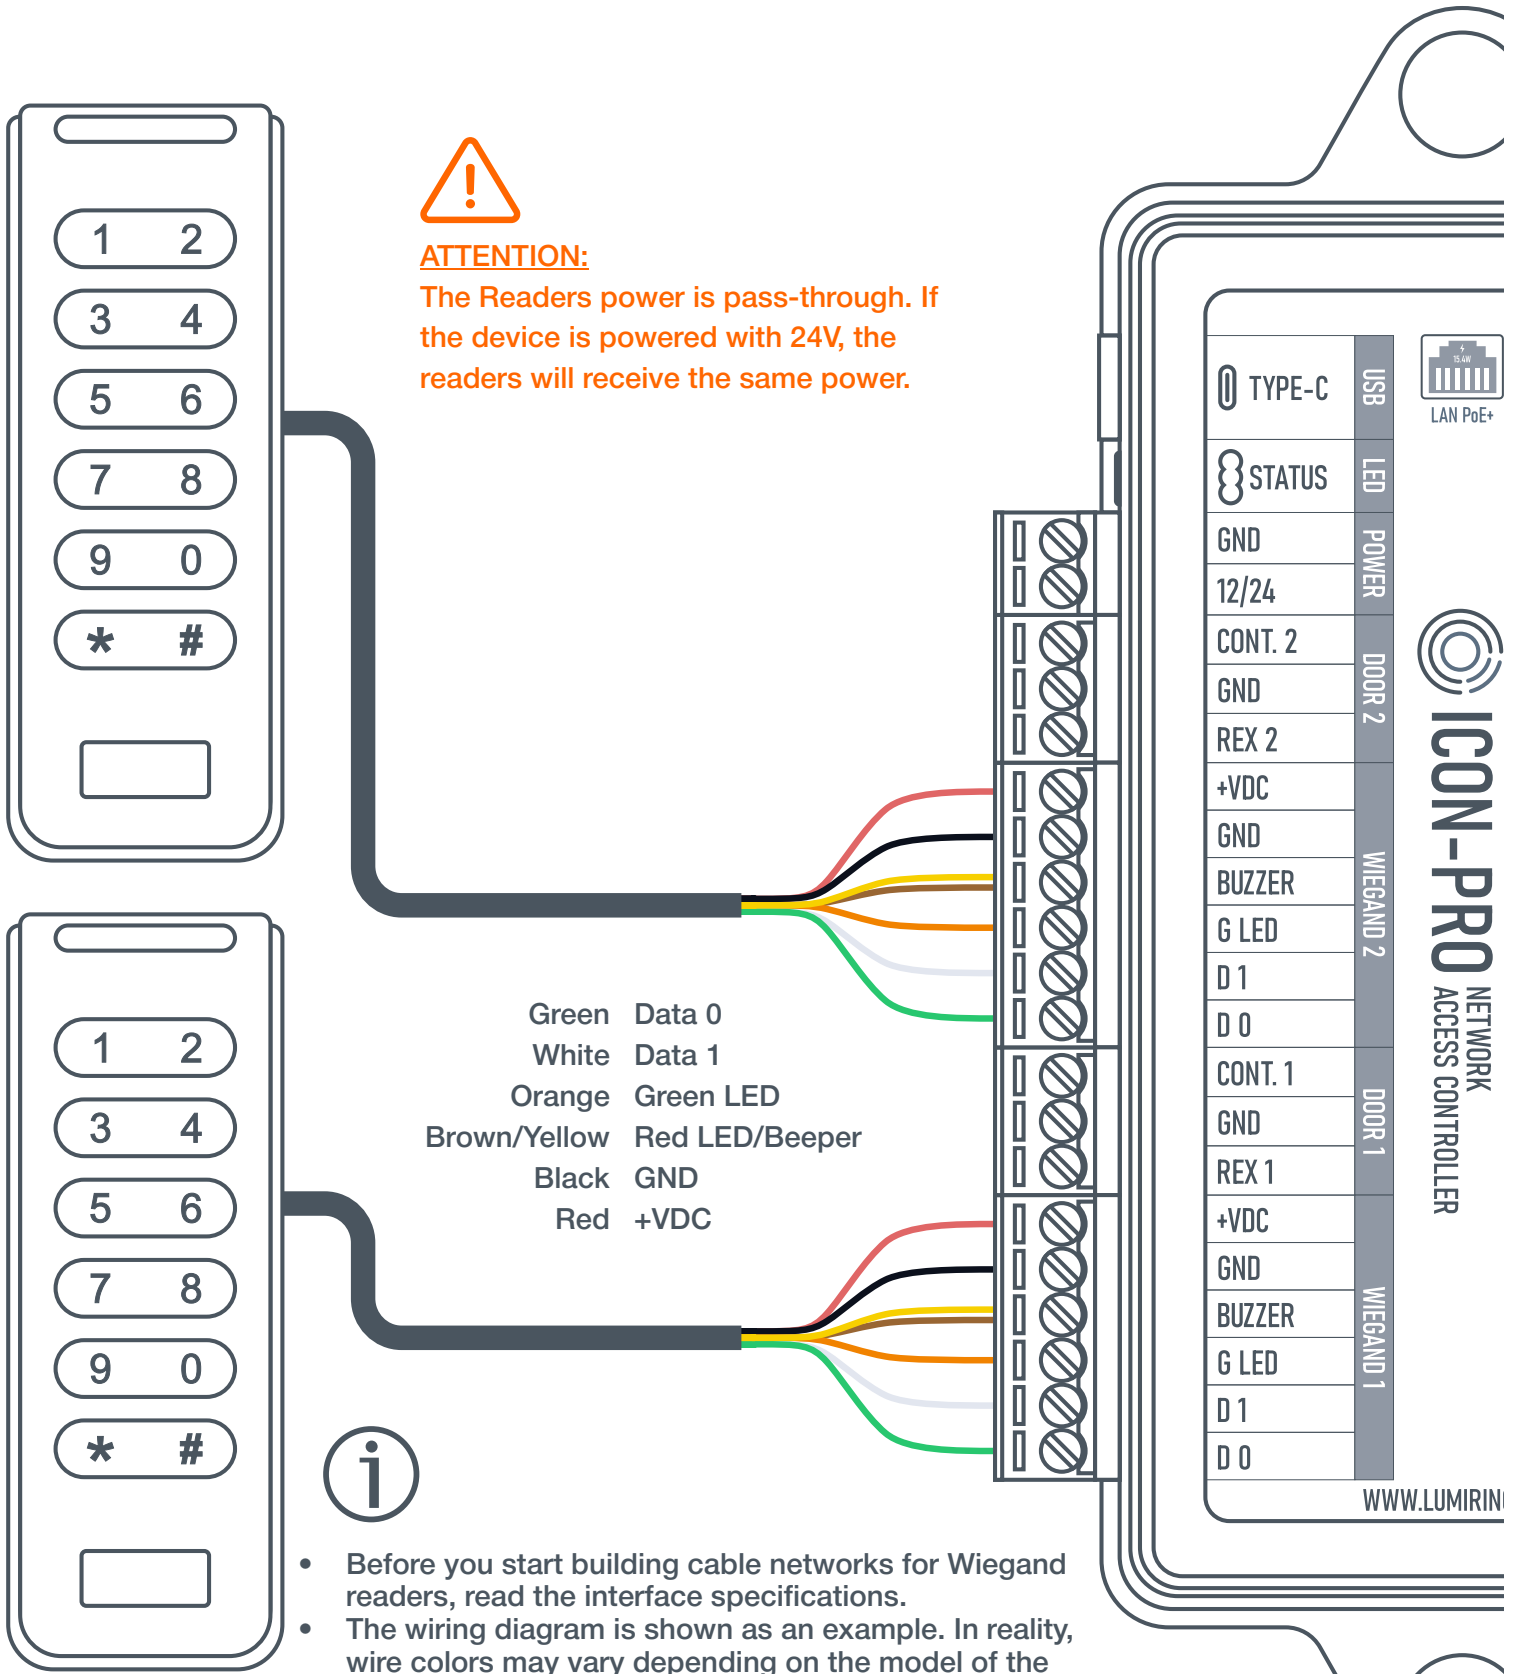 1 2
3 4
5 6
7 8
9 0
* #
ATTENTION:
The Readers power is pass-through. If
the device is powered with 24V, the
readers will receive the same power.
1 2
3 4
5 6
7 8
9 0
* #
Green Data 0
White Data 1
Orange Green LED
Brown/Yellow Red LED/Beeper
Black GND
Red +VDC
i
• Before you start building cable networks for Wiegand
readers, read the interface specifications.
• The wiring diagram is shown as an example. In reality,
wire colors may vary depending on the model of the
TYPE-C
USB
STATUS
LED
GND
12/24
POWER
CONT. 2
GND
REX 2
DOOR 2
+VDC
GND
BUZZER
G LED
D 1
D 0
WIEGAND 2
CONT. 1
GND
REX 1
DOOR 1
+VDC
GND
BUZZER
G LED
D 1
D 0
WIEGAND 1
15.4W
LAN PoE+
ICON-PRO
NETWORK
ACCESS CONTROLLER
WWW.LUMIRIN